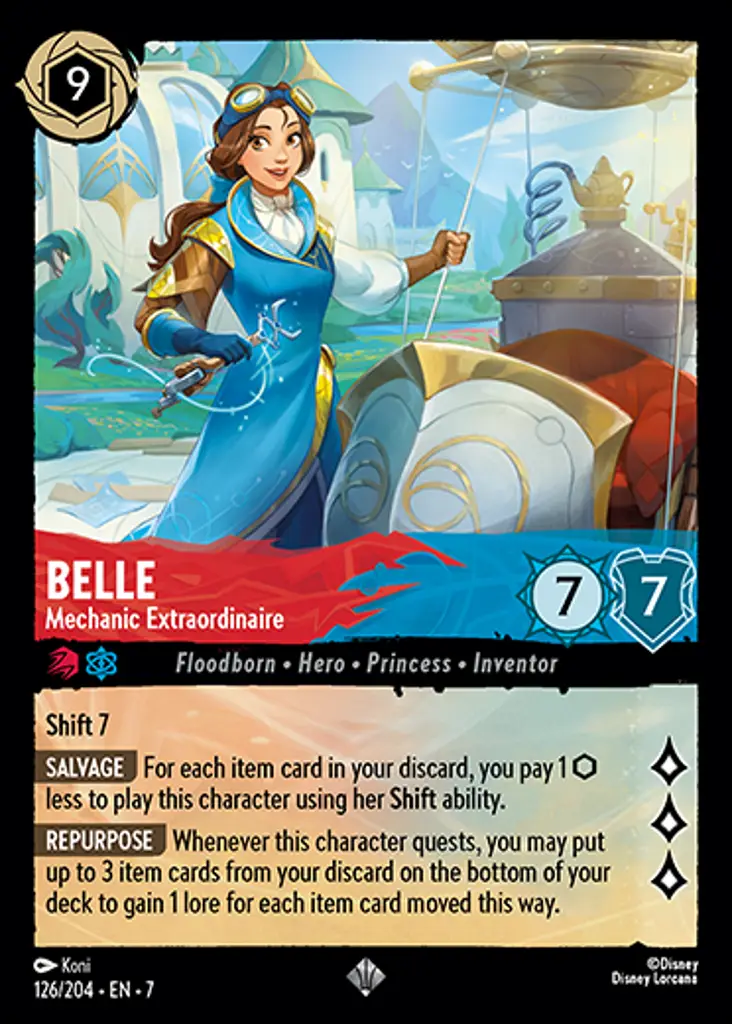 9
BELLE
Mechanic Extraordinaire
7
7
Floodborn • Hero • Princess • Inventor
Shift 7
SALVAGE For each item card in your discard, you pay 1 ⬡
less to play this character using her Shift ability.
REPURPOSE Whenever this character quests, you may put
up to 3 item cards from your discard on the bottom of your
deck to gain 1 lore for each item card moved this way.
Koni
126/204 • EN • 7
©Disney
Disney Lorcana